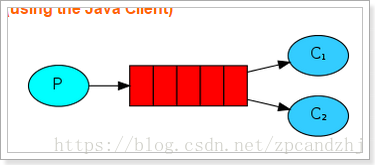 (using the Java Client)
P
C₁
C₂
https://blog.csdn.net/zpcandzhj